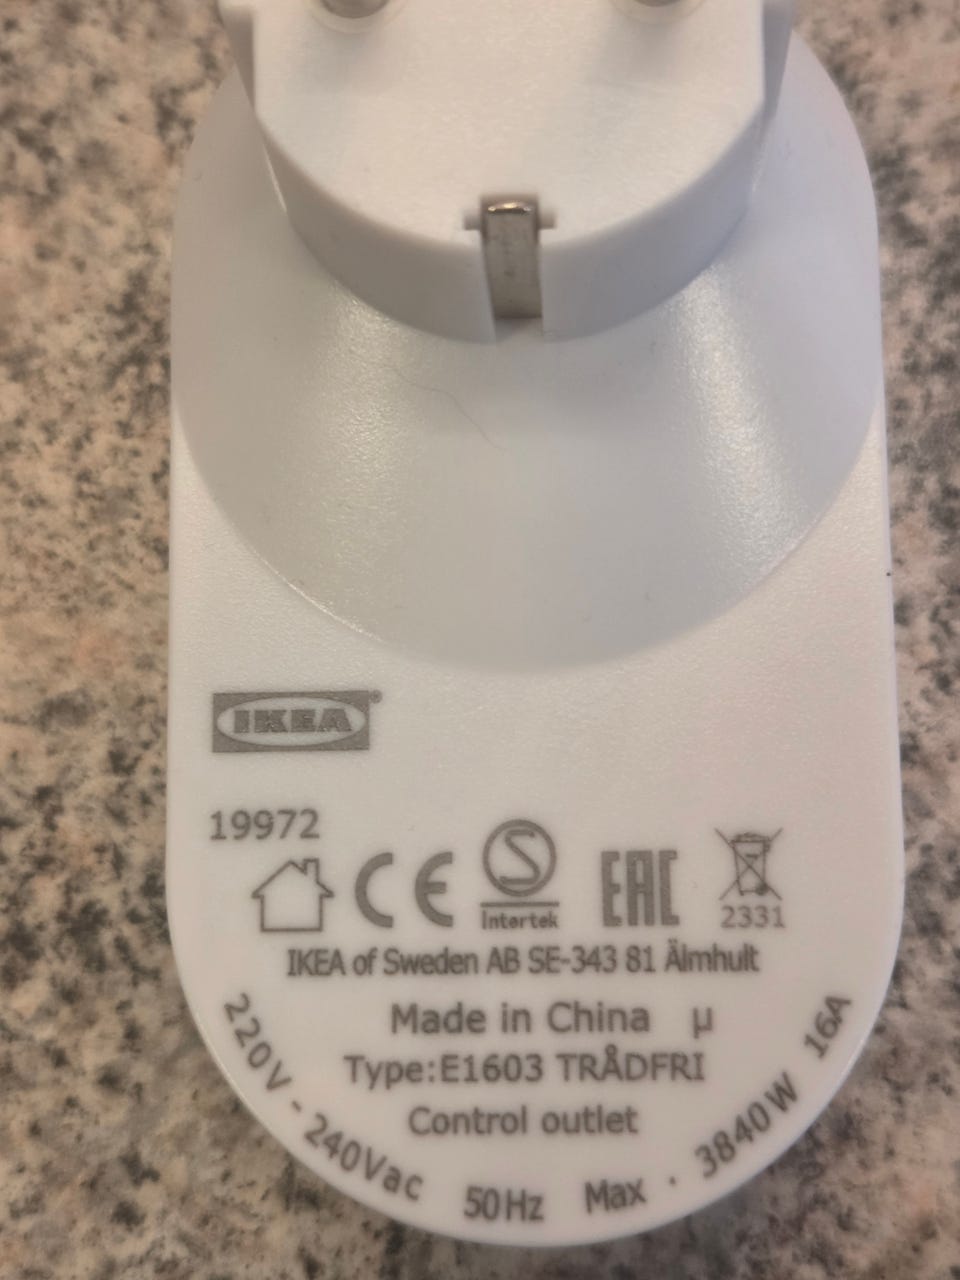 IKEA
19972
CE
S
Intertek
EAC
2331
IKEA of Sweden AB SE-343 81 Älmhult
Made in China µ
Type:E1603 TRÅDFRI
Control outlet
220V-240Vac 50Hz Max · 3840W 16A